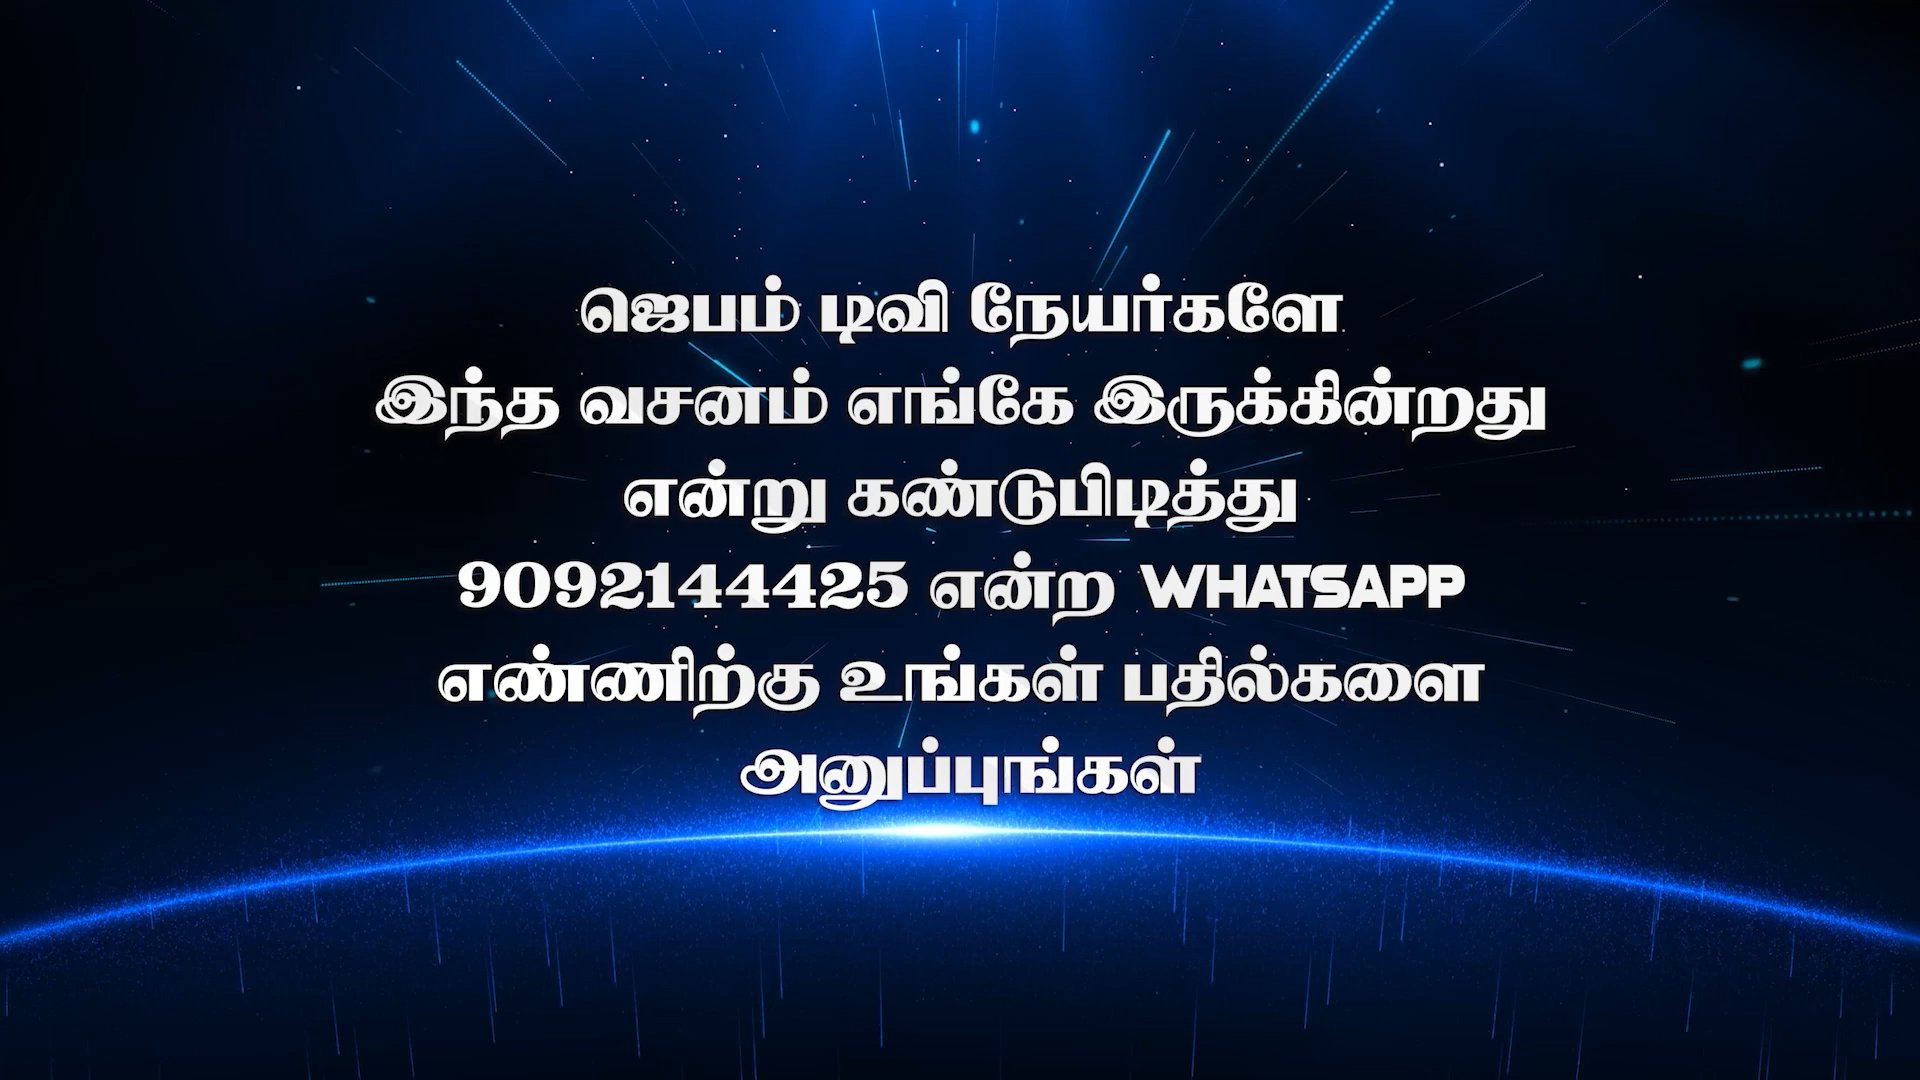 ஜெபம் டிவி நேயர்களே
இந்த வசனம் எங்கே இருக்கின்றது
என்று கண்டுபிடித்து
9092144425 என்ற WHATSAPP
எண்ணிற்கு உங்கள் பதில்களை
அனுப்புங்கள்